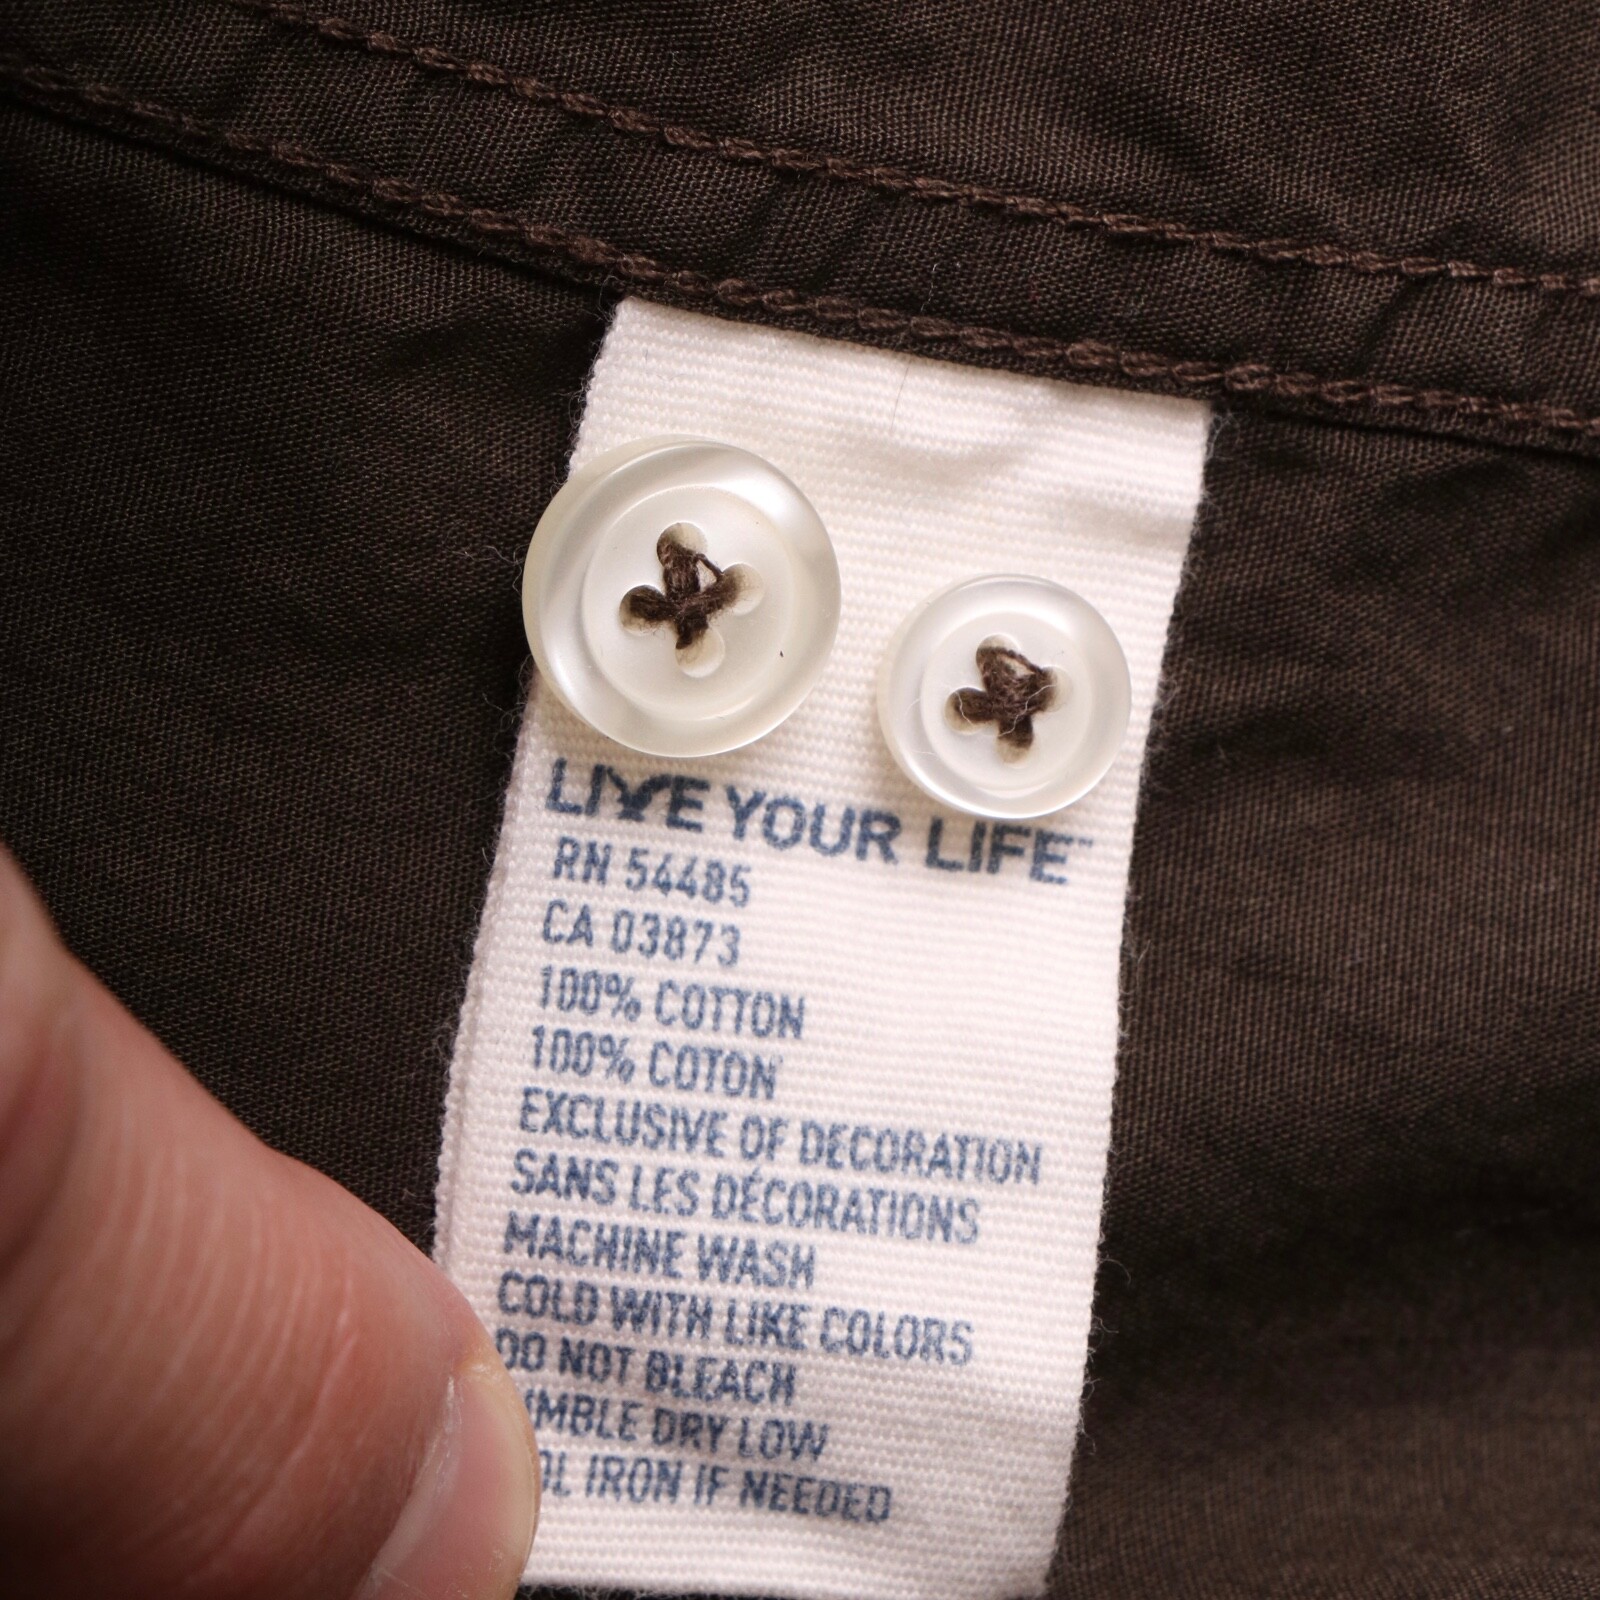 LIVE YOUR LIFE™
RN 54485
CA 03873
100% COTTON
100% COTON
EXCLUSIVE OF DECORATION
SANS LES DÉCORATIONS
MACHINE WASH
COLD WITH LIKE COLORS
DO NOT BLEACH
DRY LOW
IRON IF NEEDED